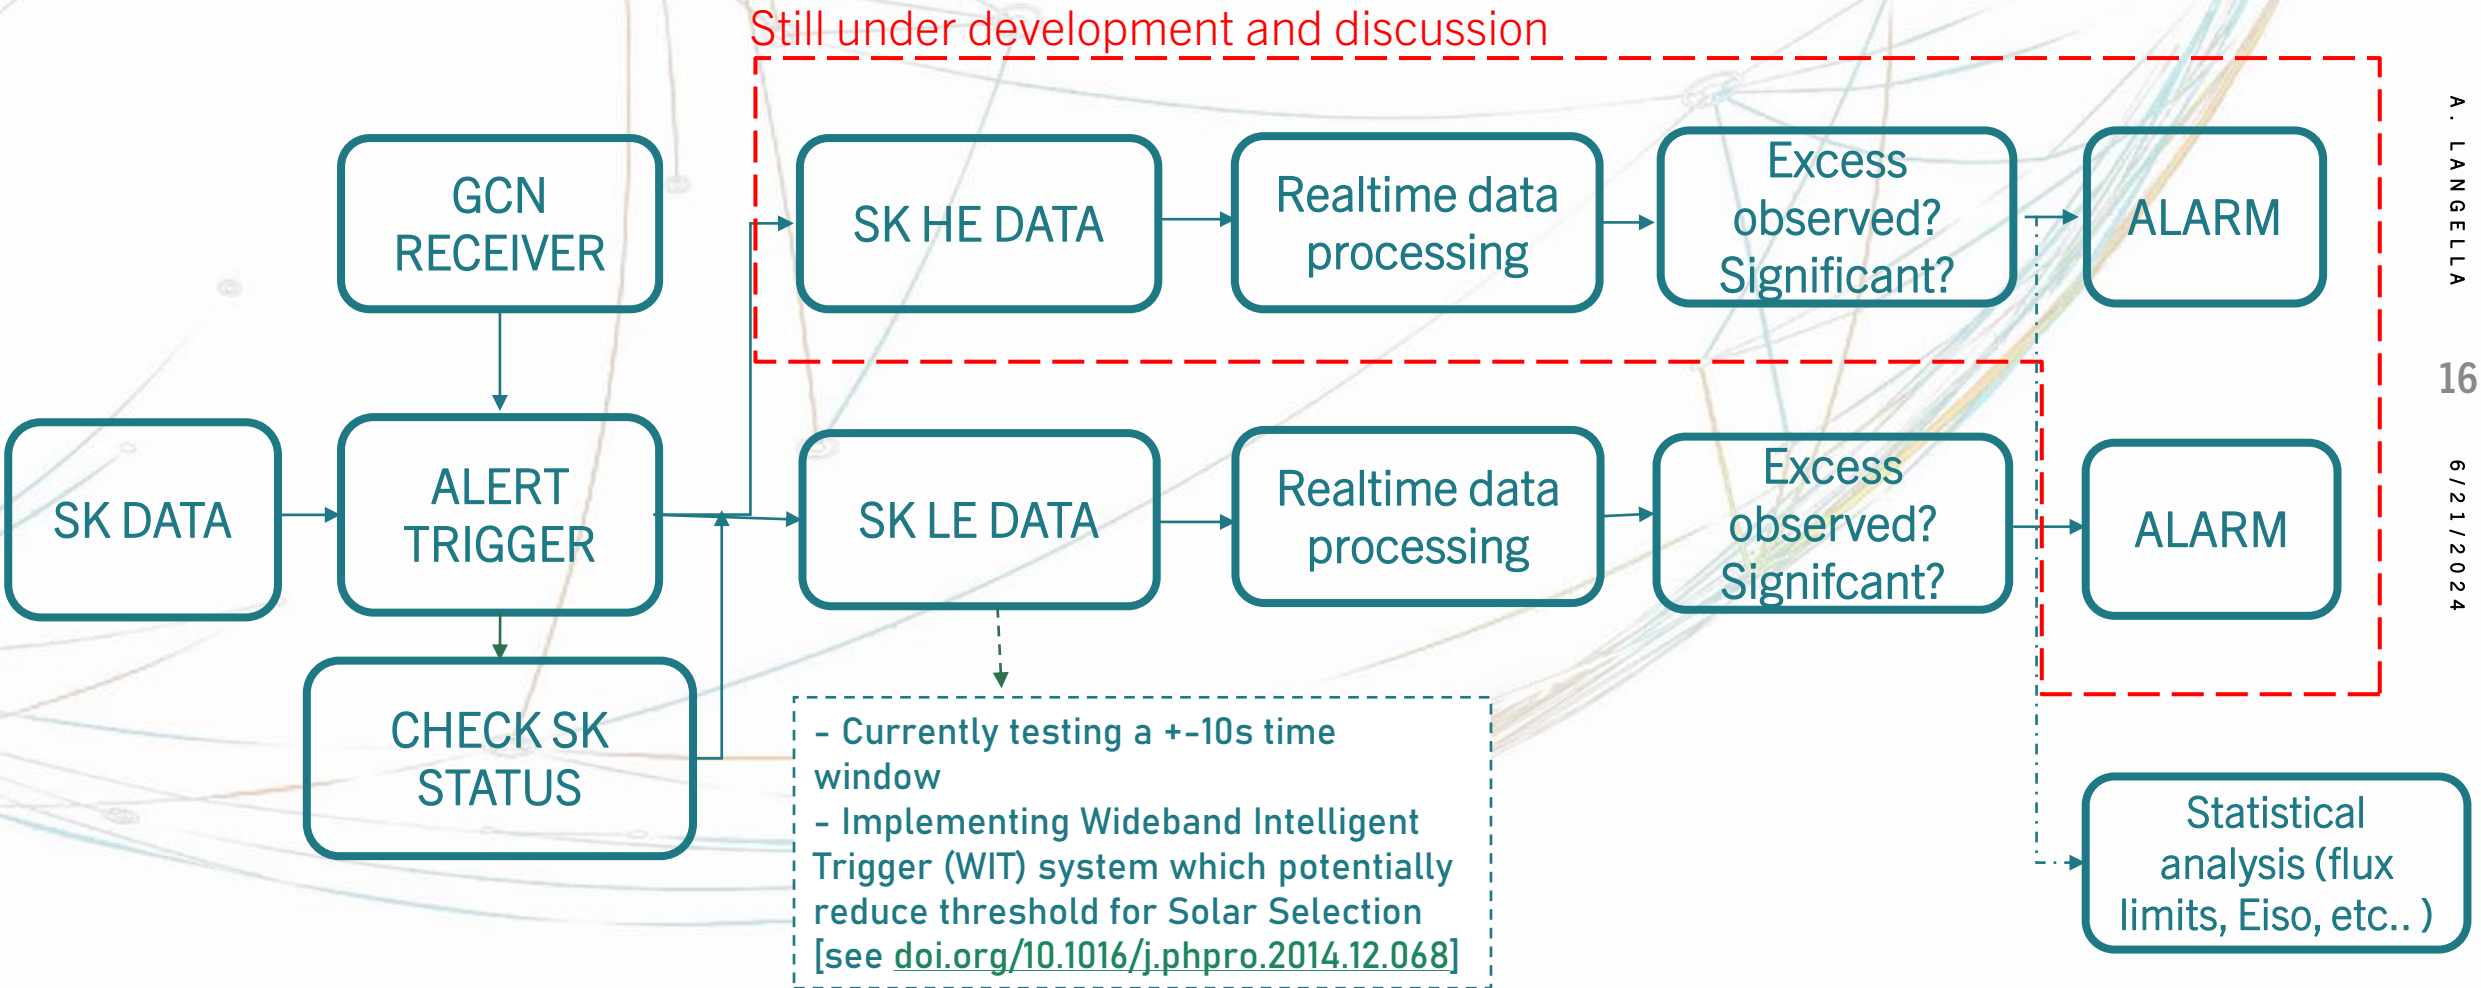 Still under development and discussion
GCN
RECEIVER
SK HE DATA
Realtime data
processing
Excess
observed?
Significant?
ALARM
SK DATA
ALERT
TRIGGER
SK LE DATA
Realtime data
processing
Excess
observed?
Signifcant?
ALARM
CHECK SK
STATUS
- Currently testing a +-10s time
window
- Implementing Wideband Intelligent
Trigger (WIT) system which potentially
reduce threshold for Solar Selection
[see doi.org/10.1016/j.phpro.2014.12.068]
Statistical
analysis (flux
limits, Eiso, etc.. )
A. LANGELLA
16
6/21/2024